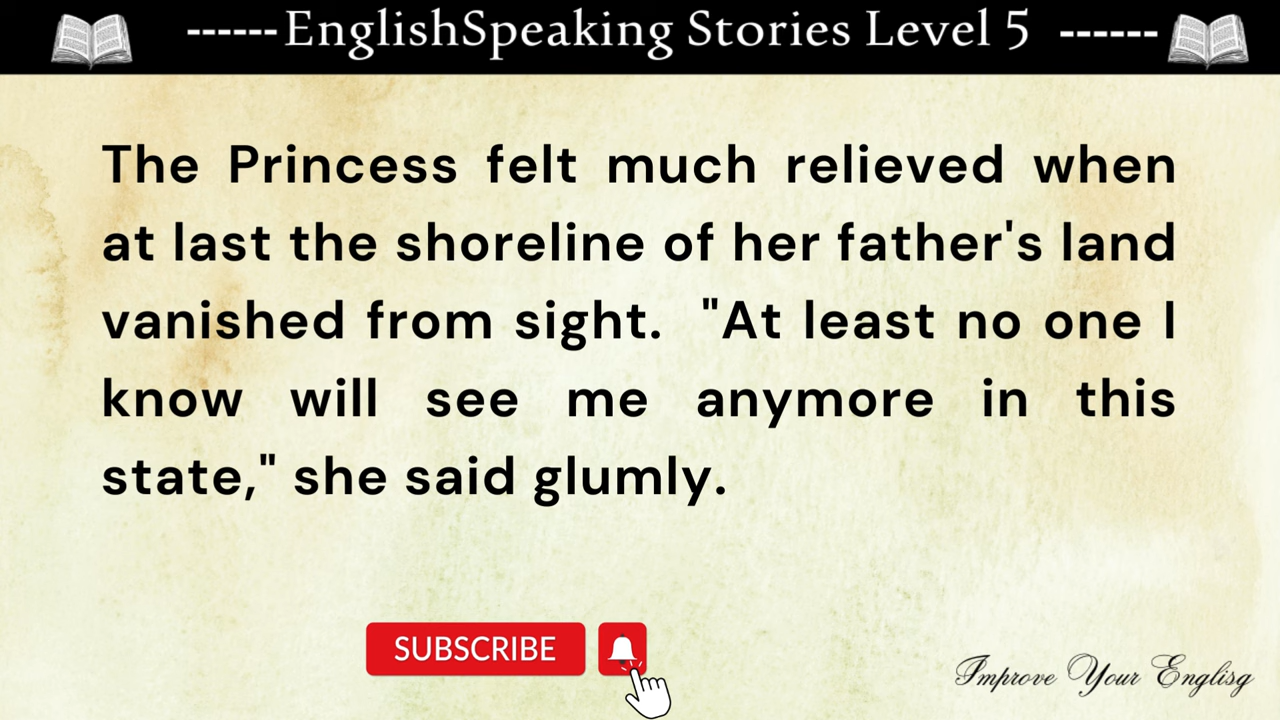 ------EnglishSpeaking Stories Level 5 ------
The Princess felt much relieved when
at last the shoreline of her father's land
vanished from sight. "At least no one I
know will see me anymore in this
state," she said glumly.
SUBSCRIBE
Improve Your Englisg